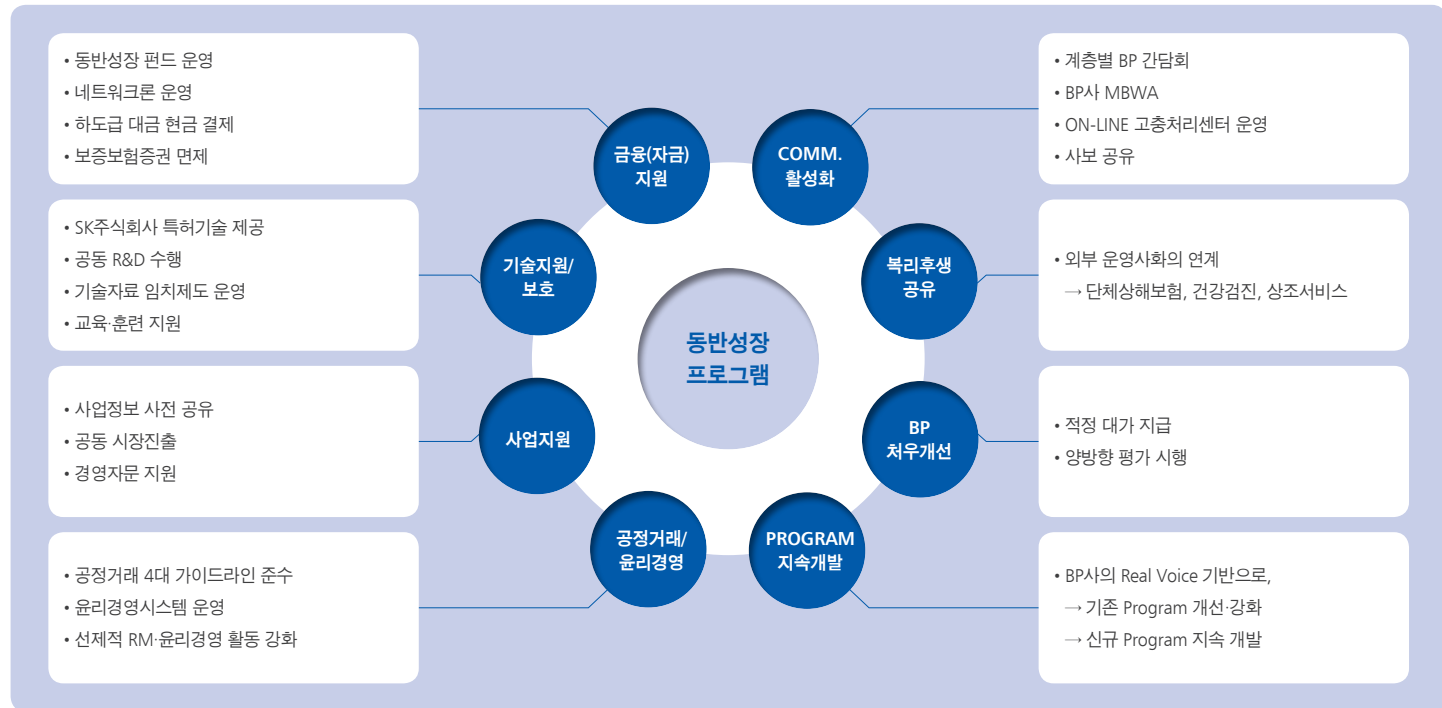 • 동반성장 펀드 운영
• 네트워크론 운영
• 하도급 대금 현금 결제
• 보증보험증권 면제
• SK주식회사 특허기술 제공
• 공동 R&D 수행
• 기술자료 임치제도 운영
• 교육·훈련 지원
• 사업정보 사전 공유
• 공동 시장진출
• 경영자문 지원
• 공정거래 4대 가이드라인 준수
• 윤리경영시스템 운영
• 선제적 RM·윤리경영 활동 강화
금융(자금)
지원
기술지원/
보호
사업지원
공정거래/
윤리경영
동반성장
프로그램
COMM.
활성화
복리후생
공유
BP
처우개선
PROGRAM
지속개발
• 계층별 BP 간담회
• BP사 MBWA
• ON-LINE 고충처리센터 운영
• 사보 공유
• 외부 운영사화의 연계
→ 단체상해보험, 건강검진, 상조서비스
• 적정 대가 지급
• 양방향 평가 시행
• BP사의 Real Voice 기반으로,
→ 기존 Program 개선·강화
→ 신규 Program 지속 개발